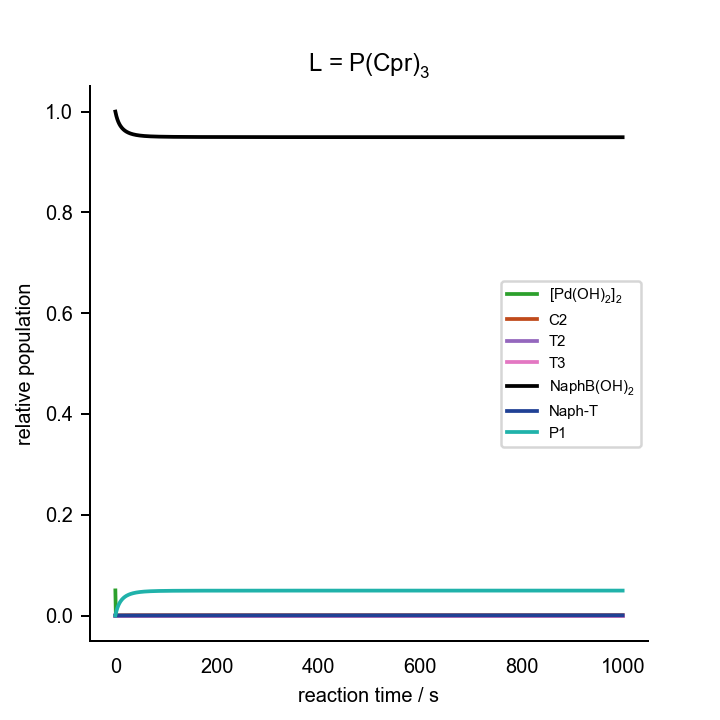 L = P(Cpr)₃
1.0
0.8
0.6
0.4
0.2
0.0
relative population
[Pd(OH)₂]₂
C2
T2
T3
NaphB(OH)₂
Naph-T
P1
0 200 400 600 800 1000
reaction time / s